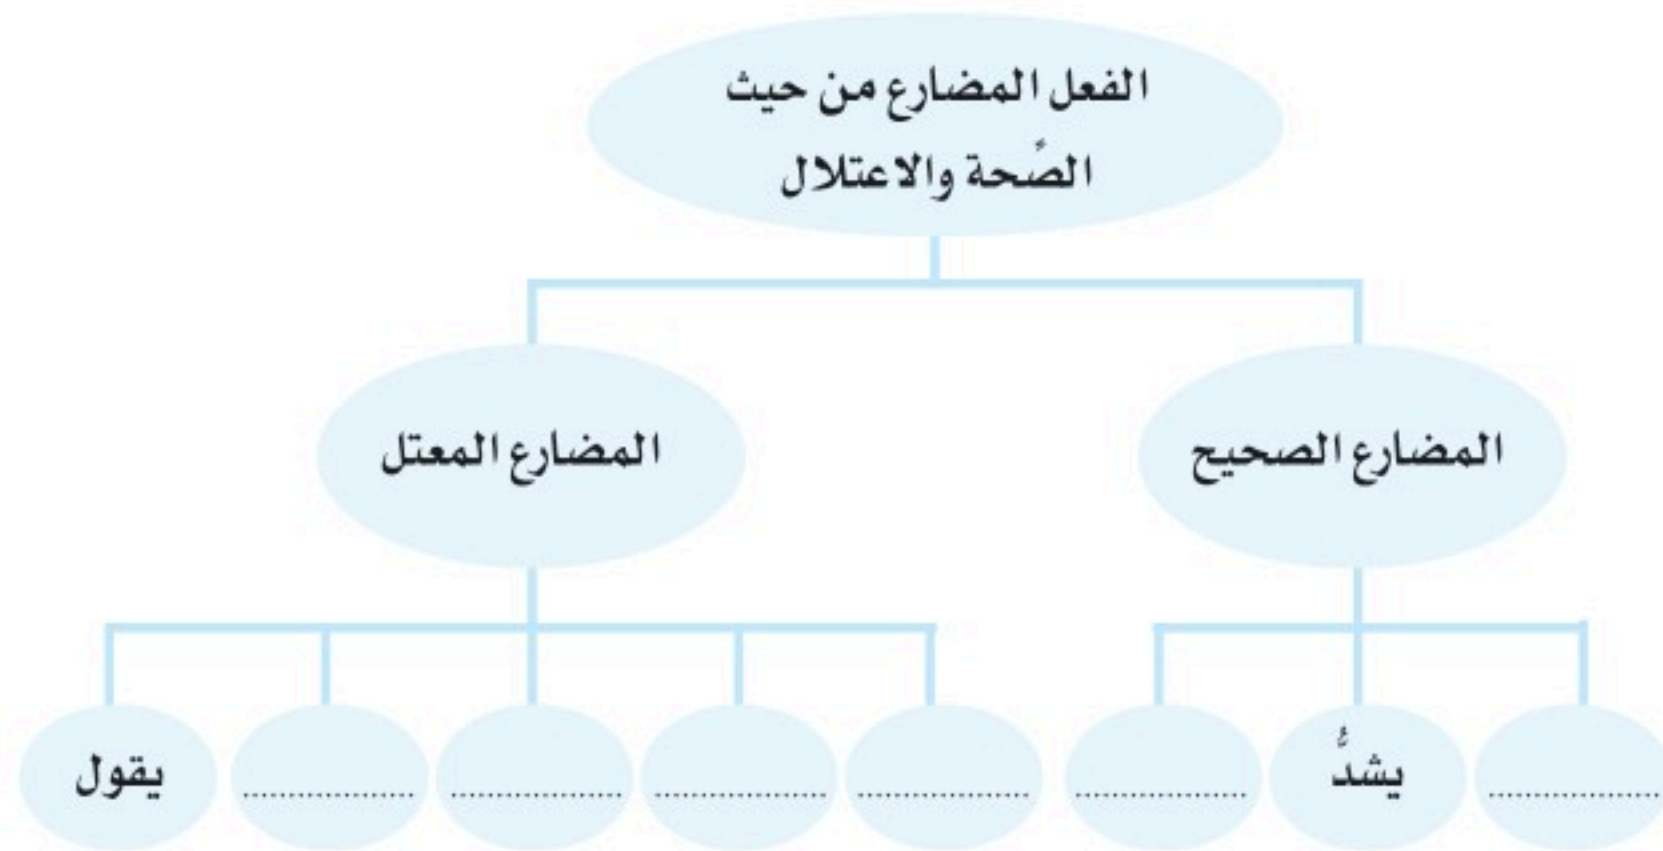 الفعل المضارع من حيث
الصًحة والاعتلال
المضارع الصحيح
المضارع المعتل
....................
يشدُّ
....................
....................
....................
....................
....................
يقول